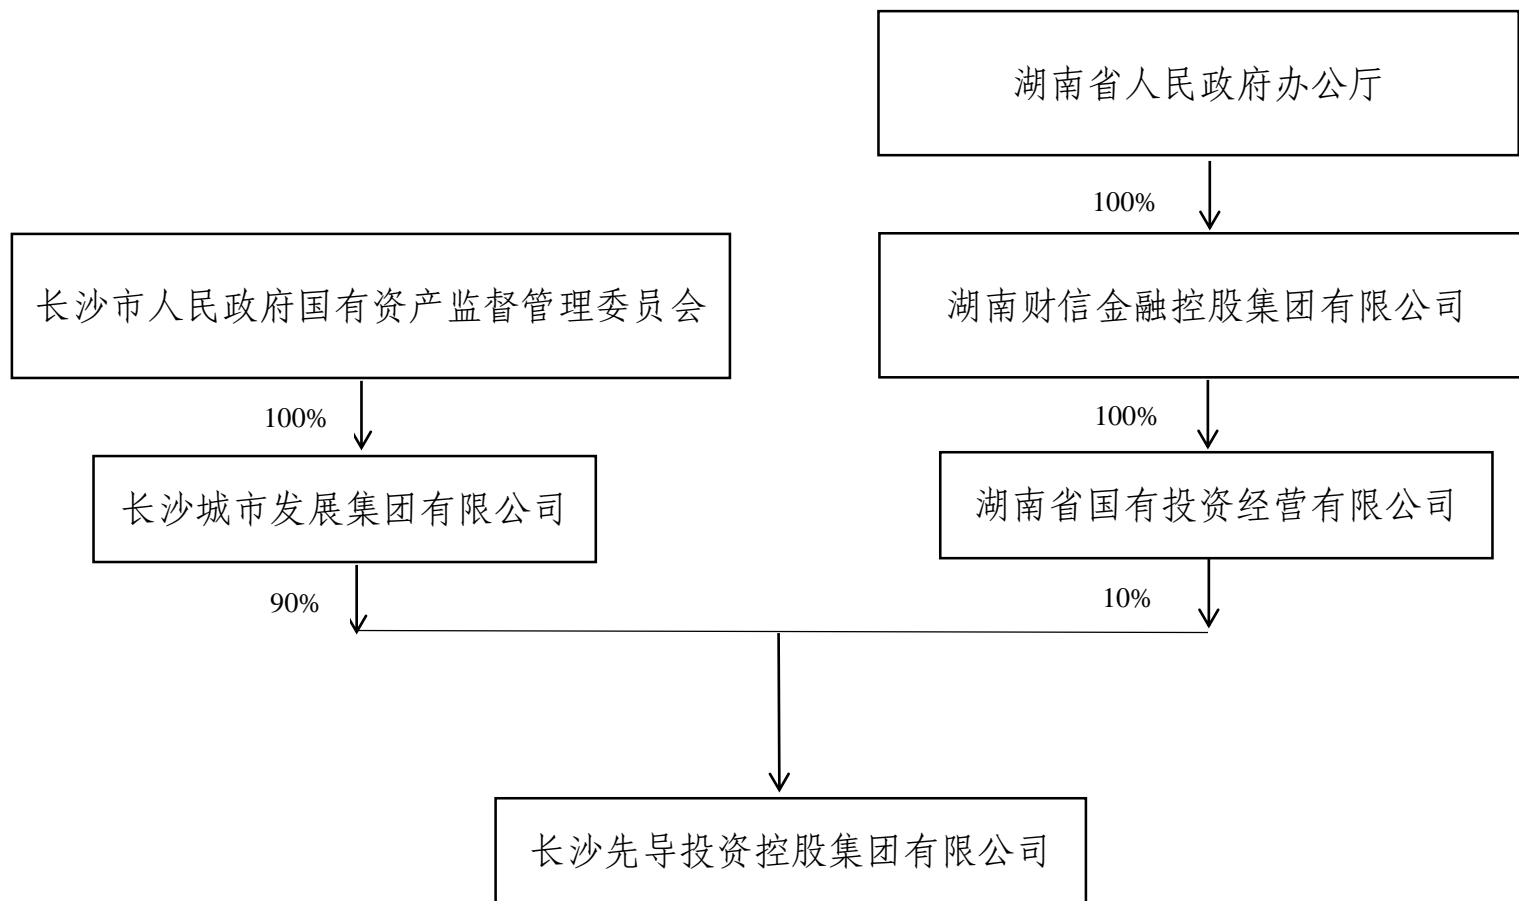 湖南省人民政府办公厅
100%
长沙市人民政府国有资产监督管理委员会
湖南财信金融控股集团有限公司
100%
100%
长沙城市发展集团有限公司
湖南省国有投资经营有限公司
90%
10%
长沙先导投资控股集团有限公司